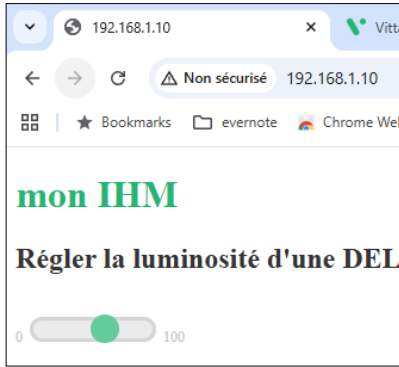 192.168.1.10
Vitta
Non sécurisé 192.168.1.10
Bookmarks evernote Chrome Wel
mon IHM
Régler la luminosité d'une DEL
0 100